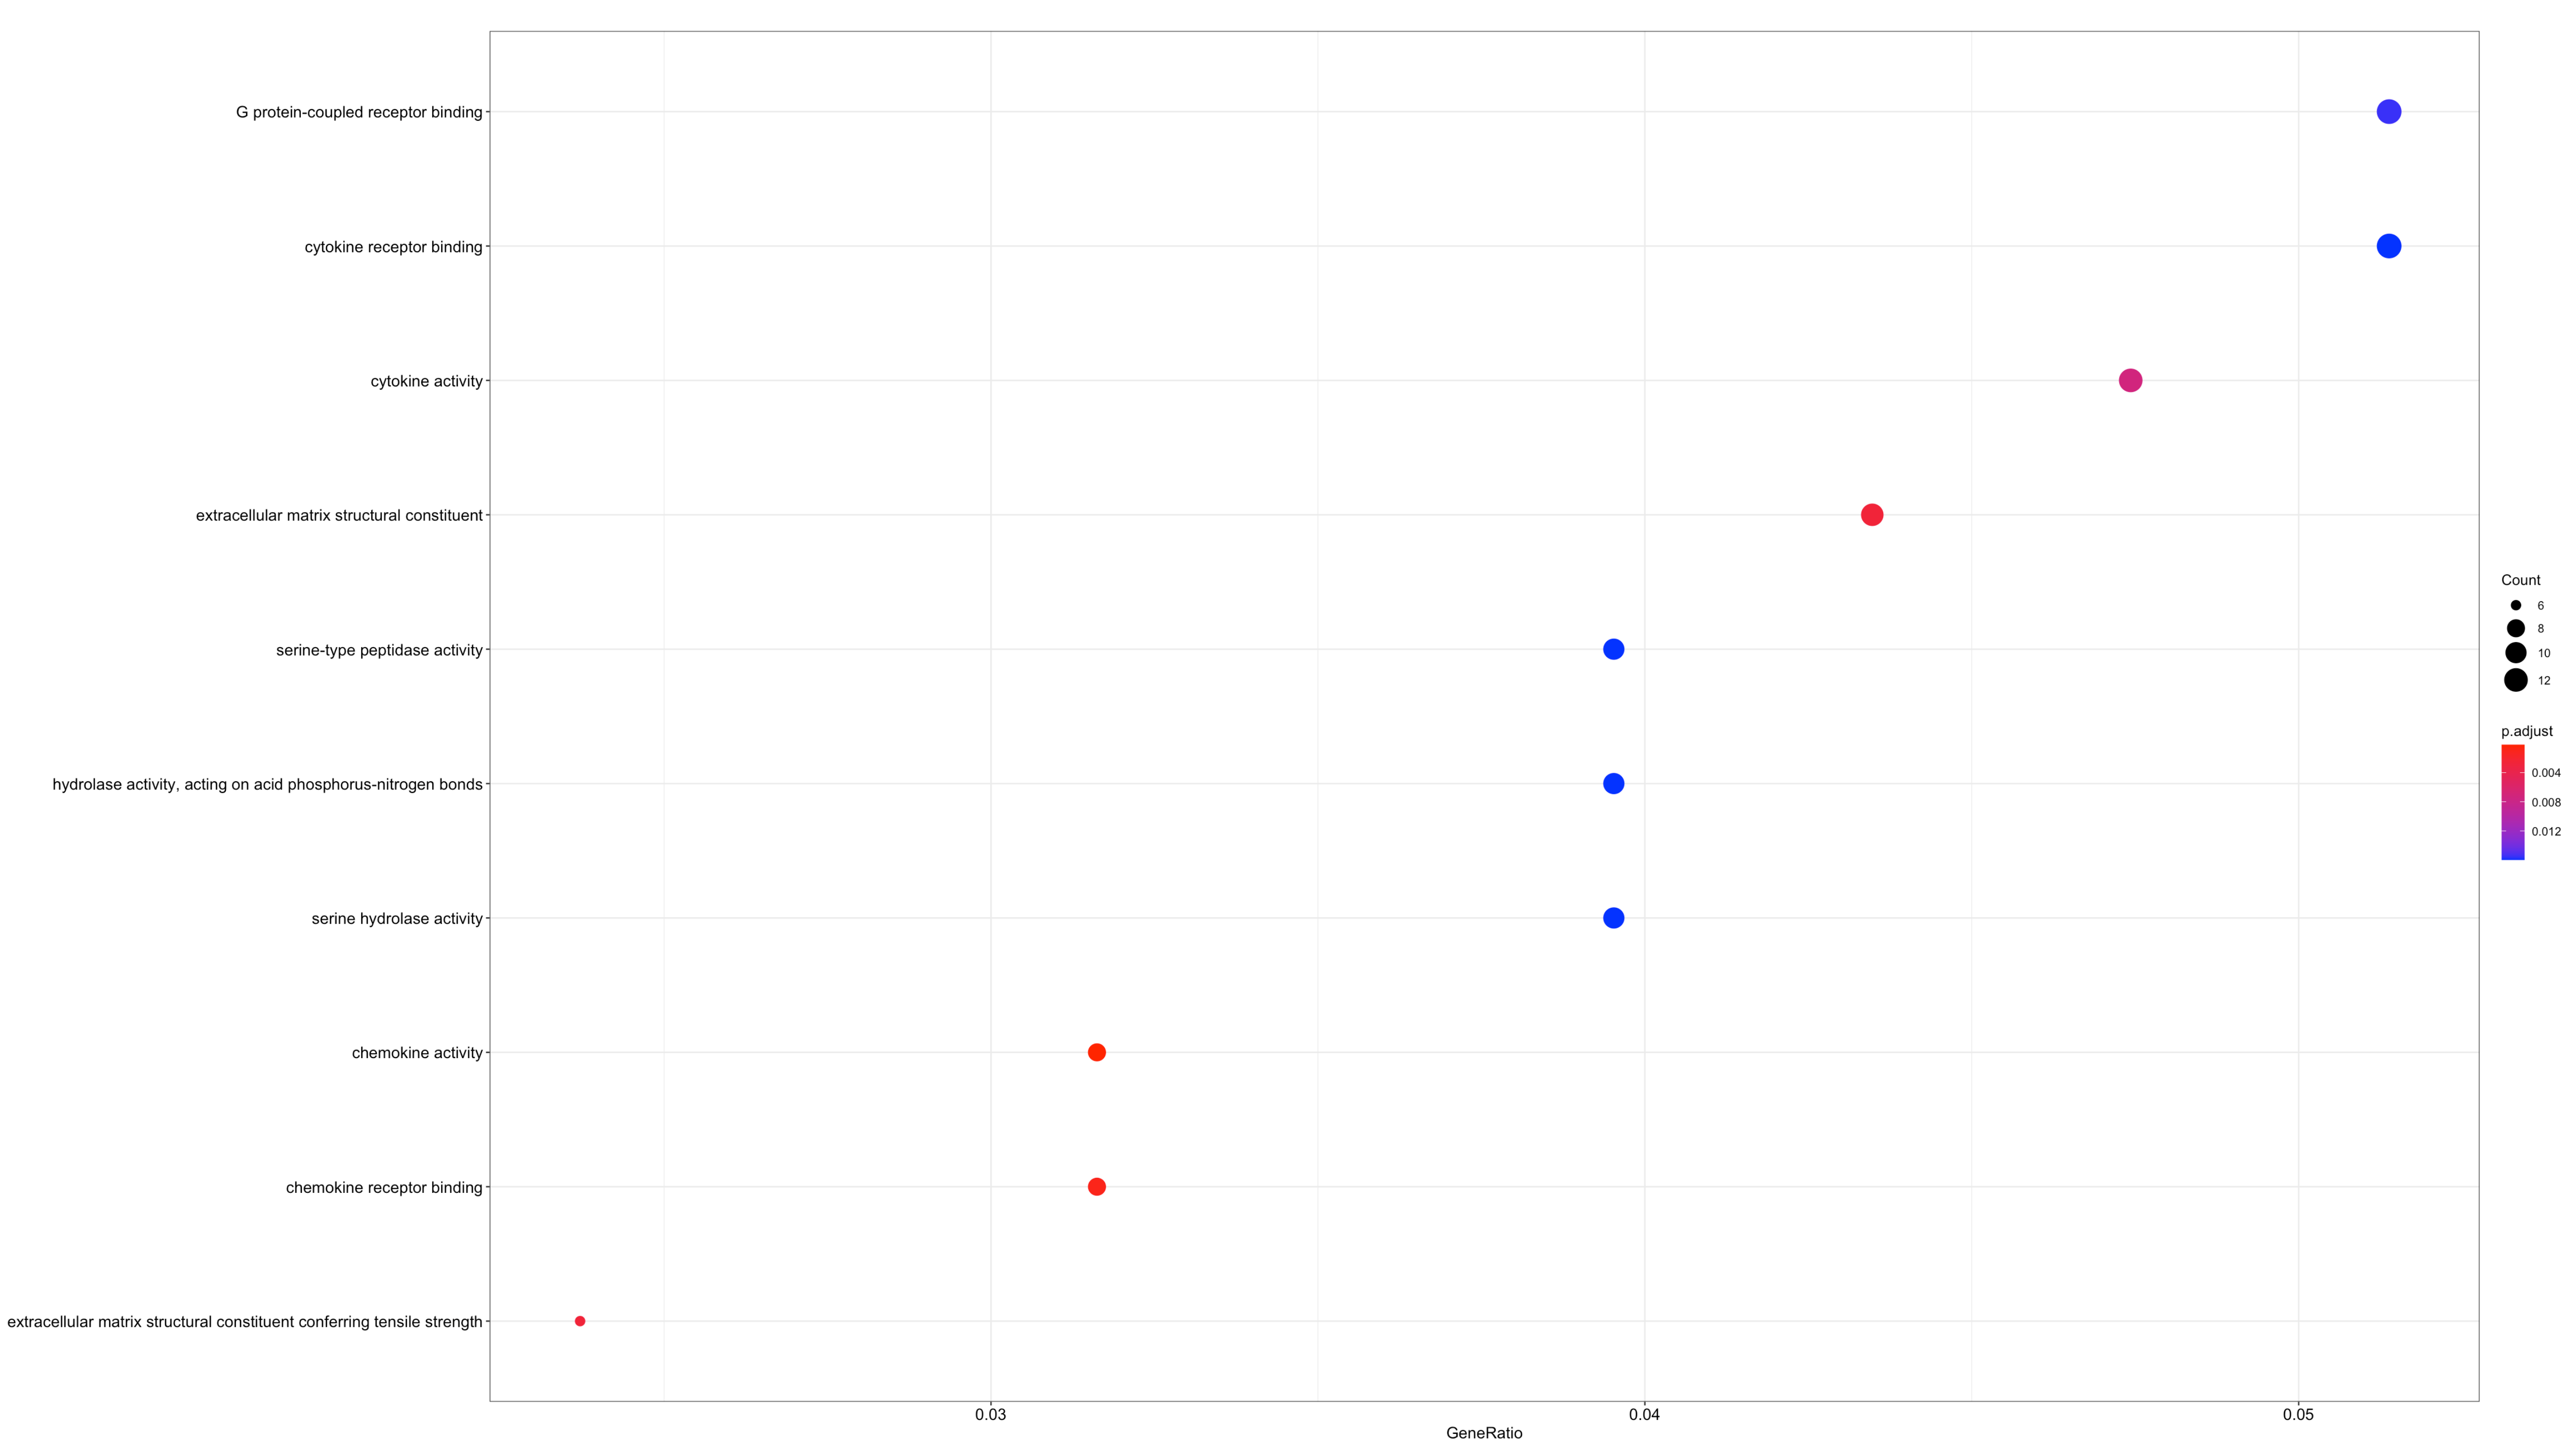 G protein-coupled receptor binding
cytokine receptor binding
cytokine activity
extracellular matrix structural constituent
serine-type peptidase activity
hydrolase activity, acting on acid phosphorus-nitrogen bonds
serine hydrolase activity
chemokine activity
chemokine receptor binding
extracellular matrix structural constituent conferring tensile strength
0.03
0.04
0.05
GeneRatio
Count
6
8
10
12
p.adjust
0.004
0.008
0.012